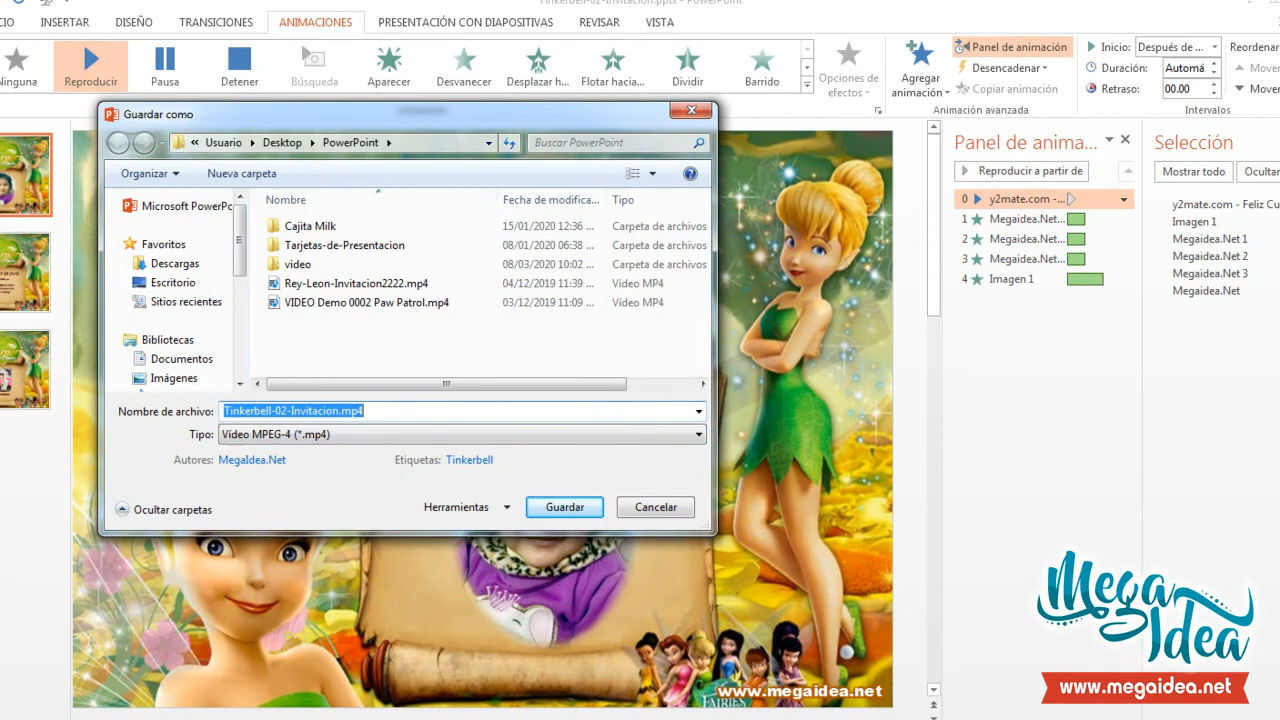 Tinkerbell-02-Invitacion.pptx - PowerPoint
CIO INSERTAR DISEÑO TRANSICIONES ANIMACIONES PRESENTACIÓN CON DIAPOSITIVAS REVISAR VISTA
Ninguna Reproducir Pausa Detener Búsqueda Aparecer Desvanecer Desplazar h... Flotar hacia... Dividir Barrido
Opciones de
efectos
Agregar
animación
Panel de animación
Desencadenar
Copiar animación
Animación avanzada
Inicio: Después de ...
Duración: Automá
Retraso: 00.00
Intervalos
Reordenar
Mover
Mover
Guardar como
« Usuario Desktop PowerPoint
Buscar PowerPoint
Organizar Nueva carpeta
Nombre Fecha de modifica... Tipo
Cajita Milk 15/01/2020 12:36 ... Carpeta de archivos
Tarjetas-de-Presentacion 08/01/2020 06:38 ... Carpeta de archivos
video 08/03/2020 10:02 ... Carpeta de archivos
Rey-Leon-Invitacion2222.mp4 04/12/2019 11:39 ... Vídeo MP4
VIDEO Demo 0002 Paw Patrol.mp4 03/12/2019 11:09 ... Vídeo MP4
Microsoft PowerPo
Favoritos
Descargas
Escritorio
Sitios recientes
Bibliotecas
Documentos
Imágenes
Nombre de archivo: Tinkerbell-02-Invitacion.mp4
Tipo: Vídeo MPEG-4 (*.mp4)
Autores: MegaIdea.Net Etiquetas: Tinkerbell
Ocultar carpetas Herramientas Guardar Cancelar
Panel de anima...
Reproducir a partir de
0 y2mate.com -...
1 Megaidea.Net...
2 Megaidea.Net...
3 Megaidea.Net...
4 Imagen 1
Selección
Mostrar todo Ocultar
y2mate.com - Feliz Cu
Imagen 1
Megaidea.Net 1
Megaidea.Net 2
Megaidea.Net 3
Megaidea.Net
FAIRIES
www.megaidea.net
Mega
Idea
www.megaidea.net